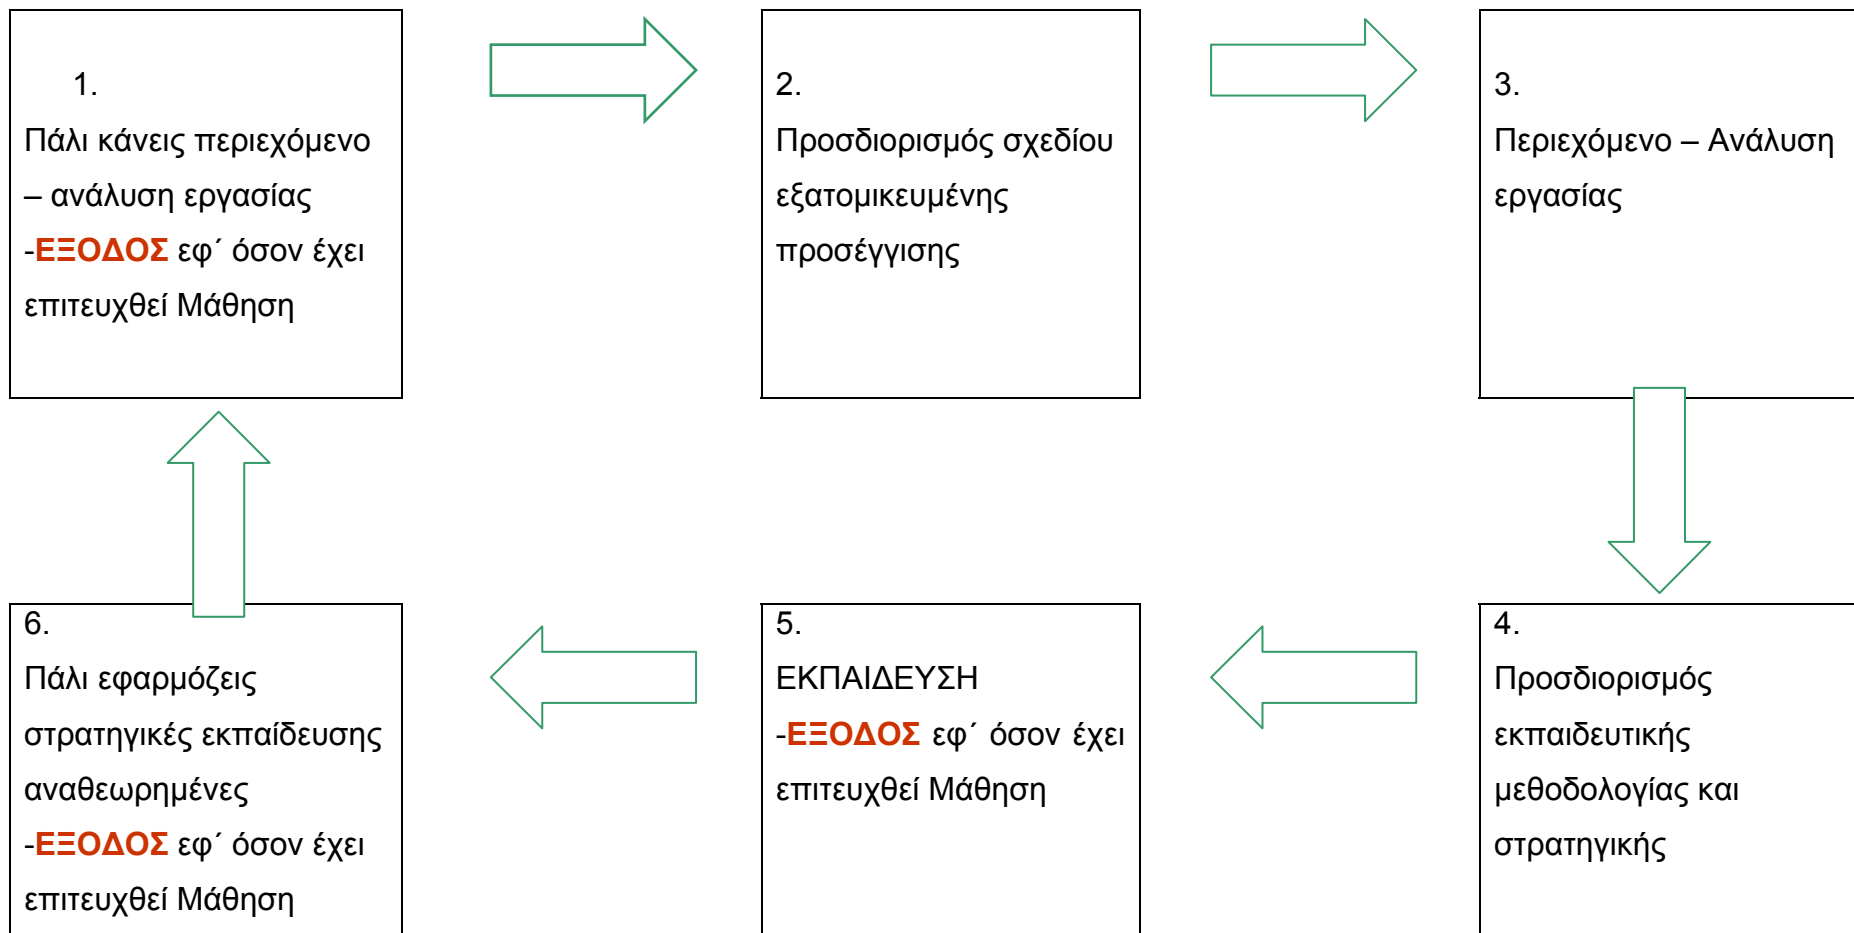 1.
Πάλι κάνεις περιεχόμενο
– ανάλυση εργασίας
-ΕΞΟΔΟΣ εφ΄ όσον έχει
επιτευχθεί Μάθηση
2.
Προσδιορισμός σχεδίου
εξατομικευμένης
προσέγγισης
3.
Περιεχόμενο – Ανάλυση
εργασίας
4.
Προσδιορισμός
εκπαιδευτικής
μεθοδολογίας και
στρατηγικής
5.
ΕΚΠΑΙΔΕΥΣΗ
-ΕΞΟΔΟΣ εφ΄ όσον έχει
επιτευχθεί Μάθηση
6.
Πάλι εφαρμόζεις
στρατηγικές εκπαίδευσης
αναθεωρημένες
-ΕΞΟΔΟΣ εφ΄ όσον έχει
επιτευχθεί Μάθηση